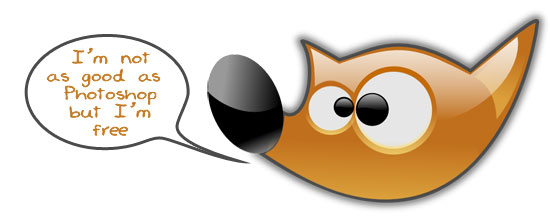 I'm not
as good as
Photoshop
but I'm
free